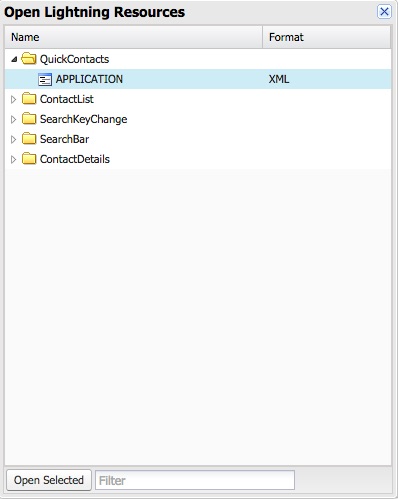 Open Lightning Resources
Name Format
QuickContacts
APPLICATION XML
ContactList
SearchKeyChange
SearchBar
ContactDetails
Open Selected Filter